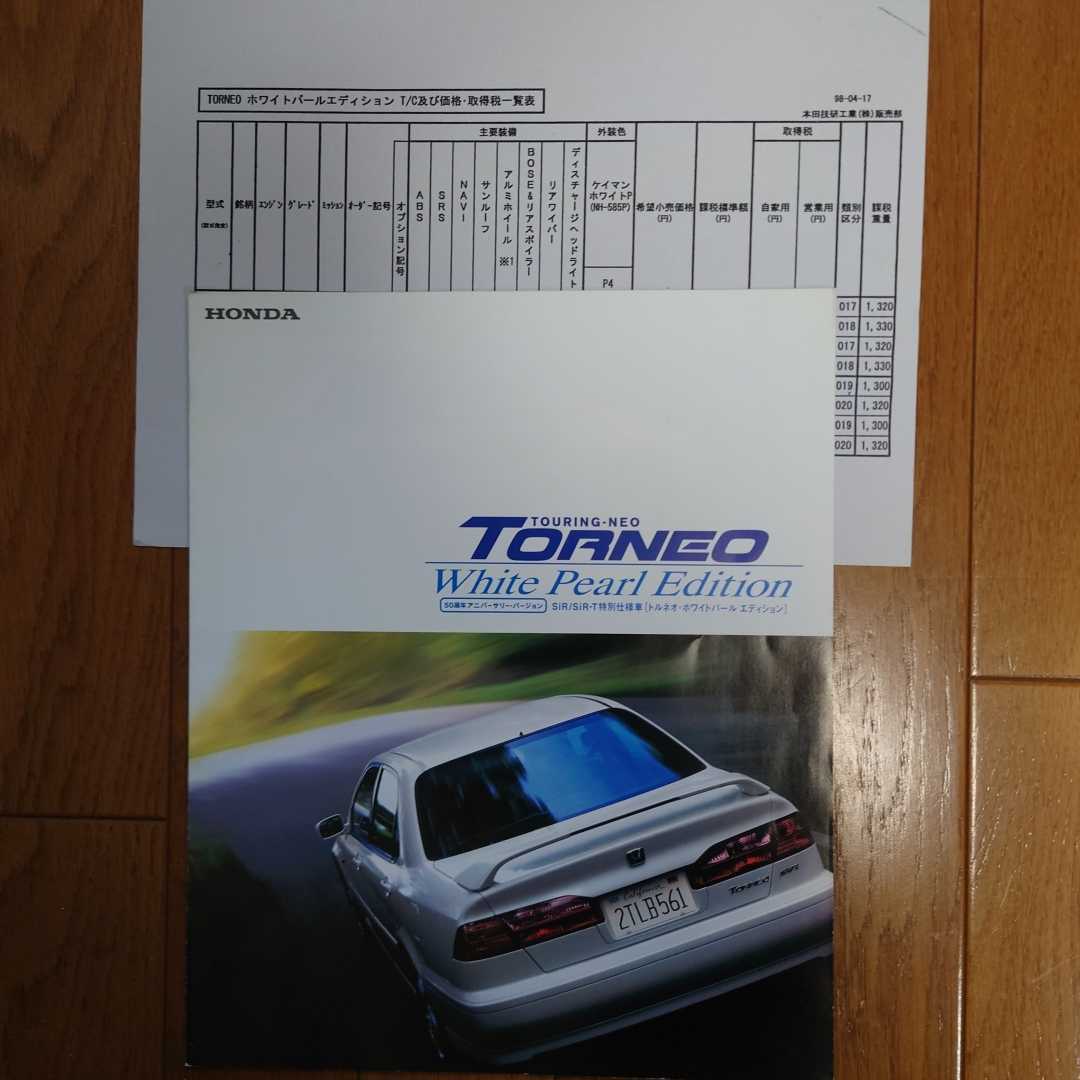 TORNEO ホワイトパールエディション T/C及び価格・取得税一覧表
98-04-17
本田技研工業(株)販売部
主要装備
外装色
取得税
型式
銘柄
エンジン
グレード
ミッション
オーダー記号
オプション記号
ABS
SRS
NAVI
サンルーフ
アルミホイール ※1
BOSE&リアスポイラー
リアワイパー
ディスチャージヘッドライト
ケイマン
ホワイトP
(NH-585P)
P4
希望小売価格
(円)
課税標準額
(円)
自家用
(円)
営業用
(円)
類別
区分
課税
重量
017 1,320
018 1,330
017 1,320
018 1,330
019 1,300
020 1,320
019 1,300
020 1,320
HONDA
TOURING-NEO
TORNEO
White Pearl Edition
50周年アニバーサリー・バージョン SiR/SiR-T特別仕様車[トルネオ・ホワイトパール エディション]
TORNEO SiR
California
2TLB561